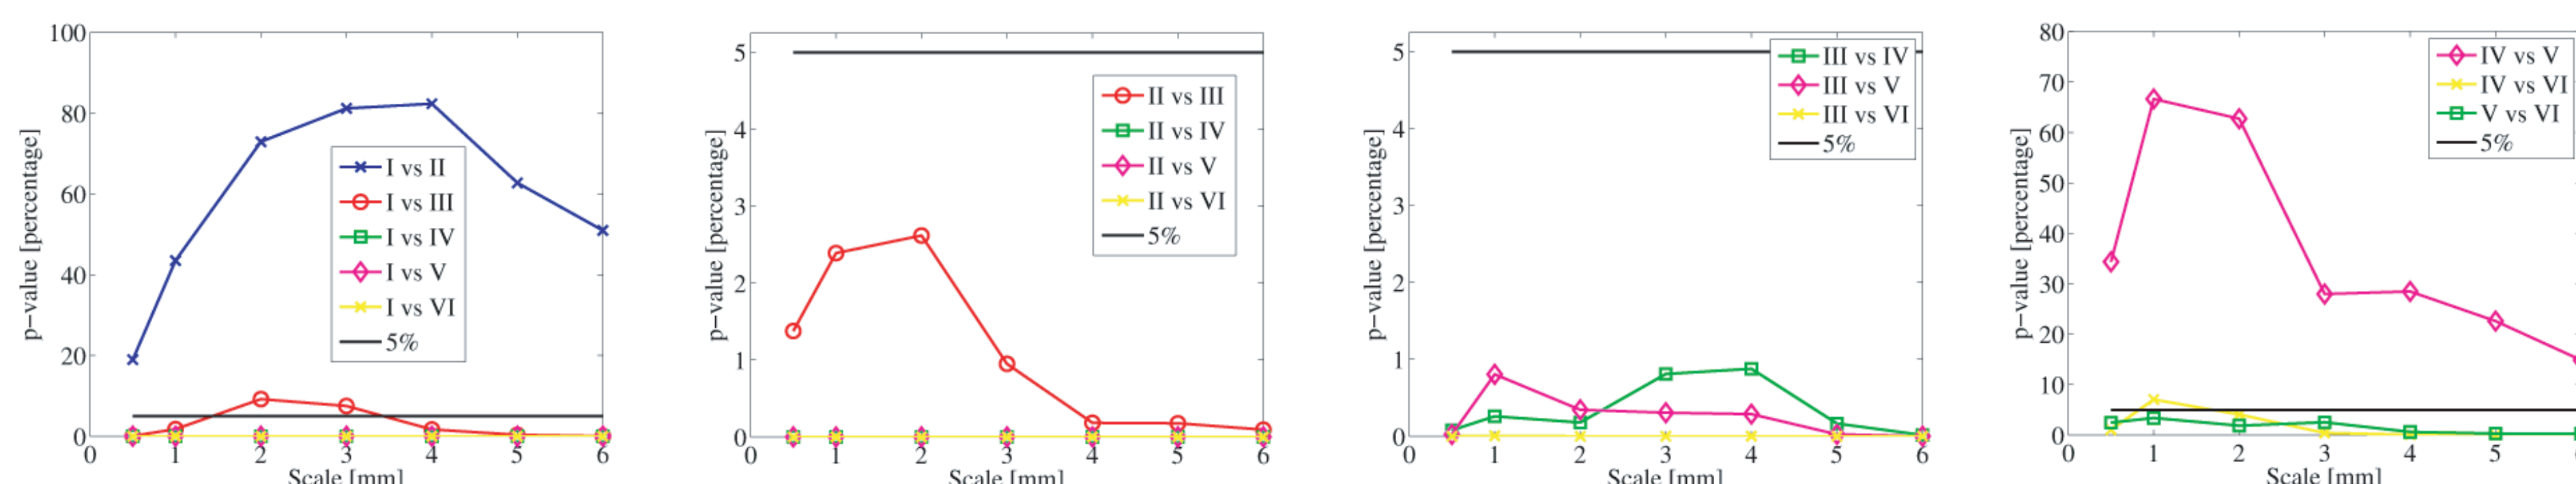 100
80
60
40
20
0
p-value [percentage]
0 1 2 3 4 5 6
Scale [mm]
I vs II
I vs III
I vs IV
I vs V
I vs VI
5%
5
4
3
2
1
0
p-value [percentage]
0 1 2 3 4 5 6
Scale [mm]
II vs III
II vs IV
II vs V
II vs VI
5%
5
4
3
2
1
0
p-value [percentage]
0 1 2 3 4 5 6
Scale [mm]
III vs IV
III vs V
III vs VI
5%
80
70
60
50
40
30
20
10
0
p-value [percentage]
0 1 2 3 4 5
Scale [mm]
IV vs V
IV vs VI
V vs VI
5%